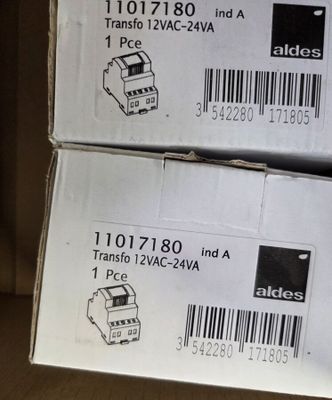 11017180 ind A
Transfo 12VAC-24VA
1 Pce
aldes
3 542280 171805
11017180 ind A
Transfo 12VAC-24VA
1 Pce
aldes
3 542280 171805